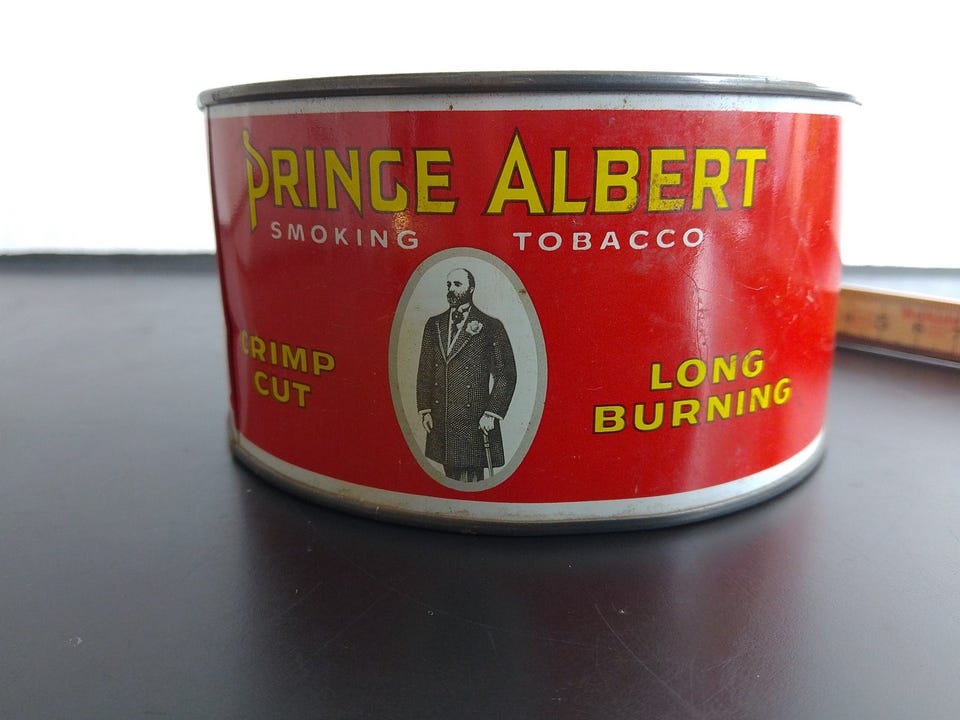 PRINCE ALBERT
SMOKING TOBACCO
CRIMP
CUT
LONG
BURNING